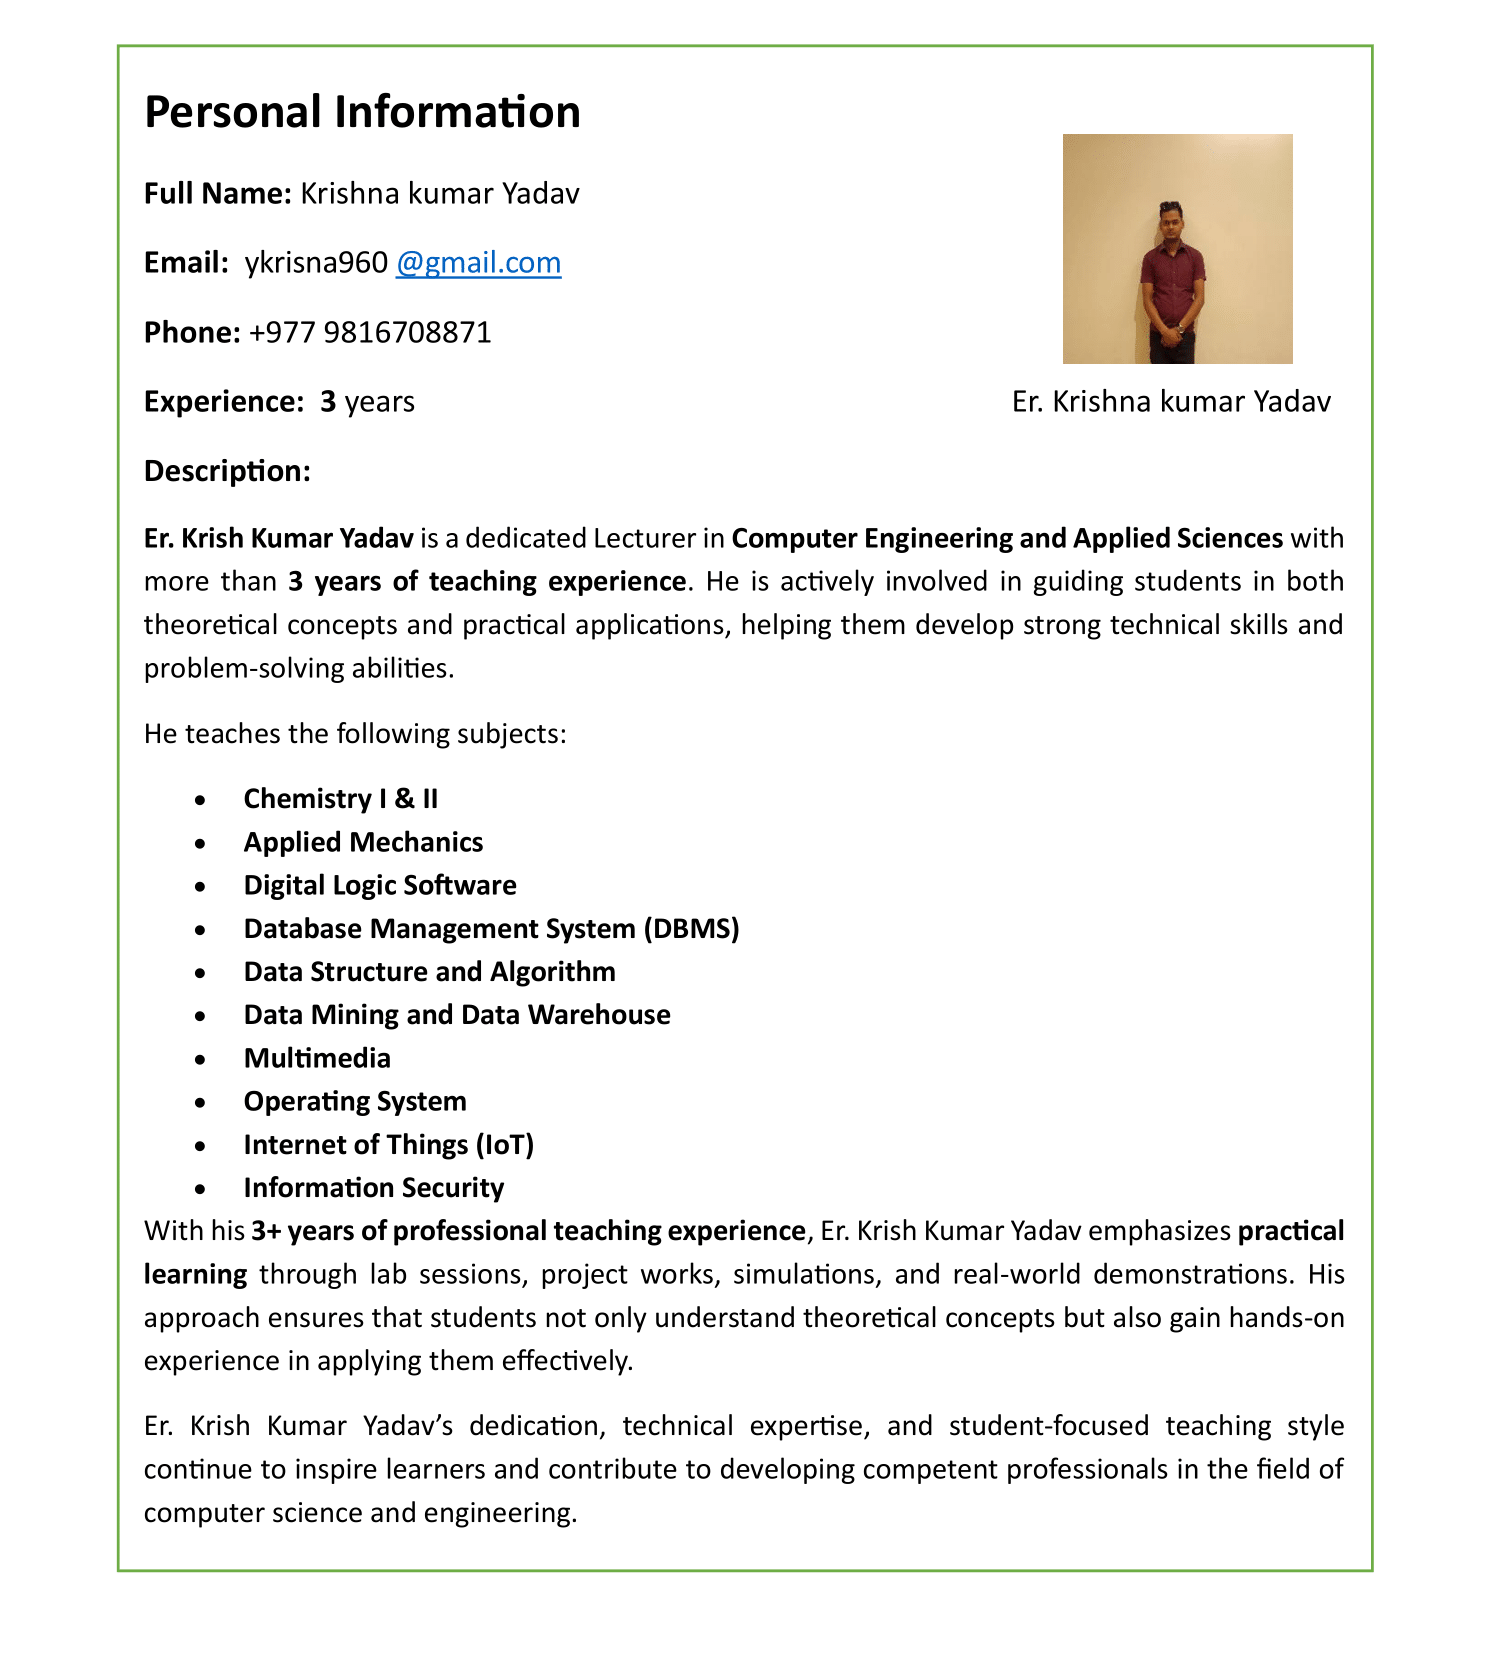 Personal Information
Full Name: Krishna kumar Yadav
Email:  ykrisna960 @gmail.com
Phone: +977 9816708871
Experience:  3 years
Er. Krishna kumar Yadav
Description:
Er. Krish Kumar Yadav is a dedicated Lecturer in Computer Engineering and Applied Sciences with
more than 3 years of teaching experience. He is actively involved in guiding students in both
theoretical concepts and practical applications, helping them develop strong technical skills and
problem-solving abilities.
He teaches the following subjects:
• Chemistry I & II
• Applied Mechanics
• Digital Logic Software
• Database Management System (DBMS)
• Data Structure and Algorithm
• Data Mining and Data Warehouse
• Multimedia
• Operating System
• Internet of Things (IoT)
• Information Security
With his 3+ years of professional teaching experience, Er. Krish Kumar Yadav emphasizes practical
learning through lab sessions, project works, simulations, and real-world demonstrations. His
approach ensures that students not only understand theoretical concepts but also gain hands-on
experience in applying them effectively.
Er. Krish Kumar Yadav’s dedication, technical expertise, and student-focused teaching style
continue to inspire learners and contribute to developing competent professionals in the field of
computer science and engineering.